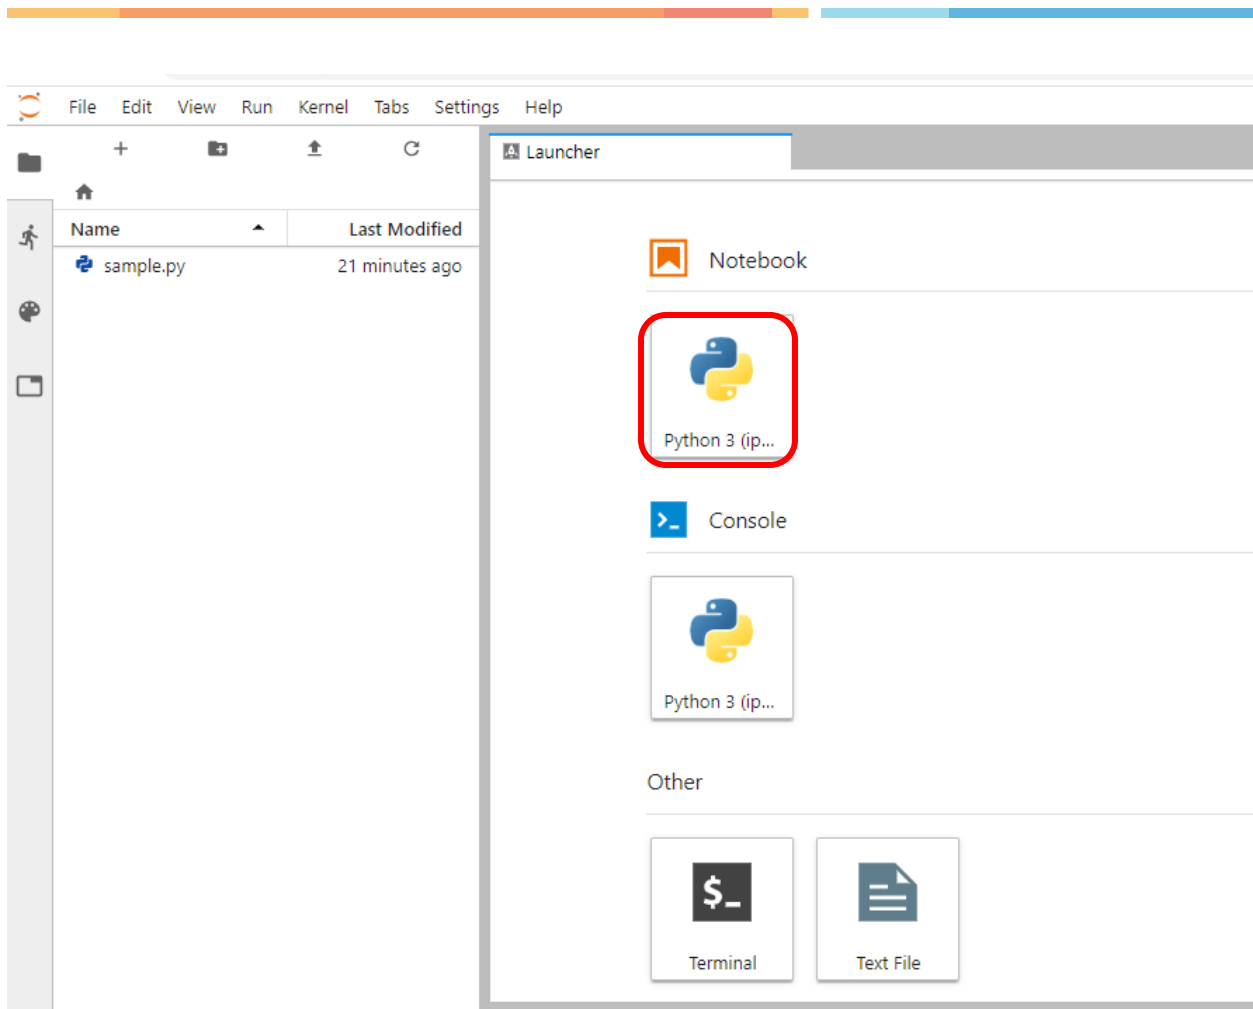 File Edit View Run Kernel Tabs Settings Help
Launcher
Name Last Modified
sample.py 21 minutes ago
Notebook
Python 3 (ip...
Console
Python 3 (ip...
Other
$_
Terminal Text File